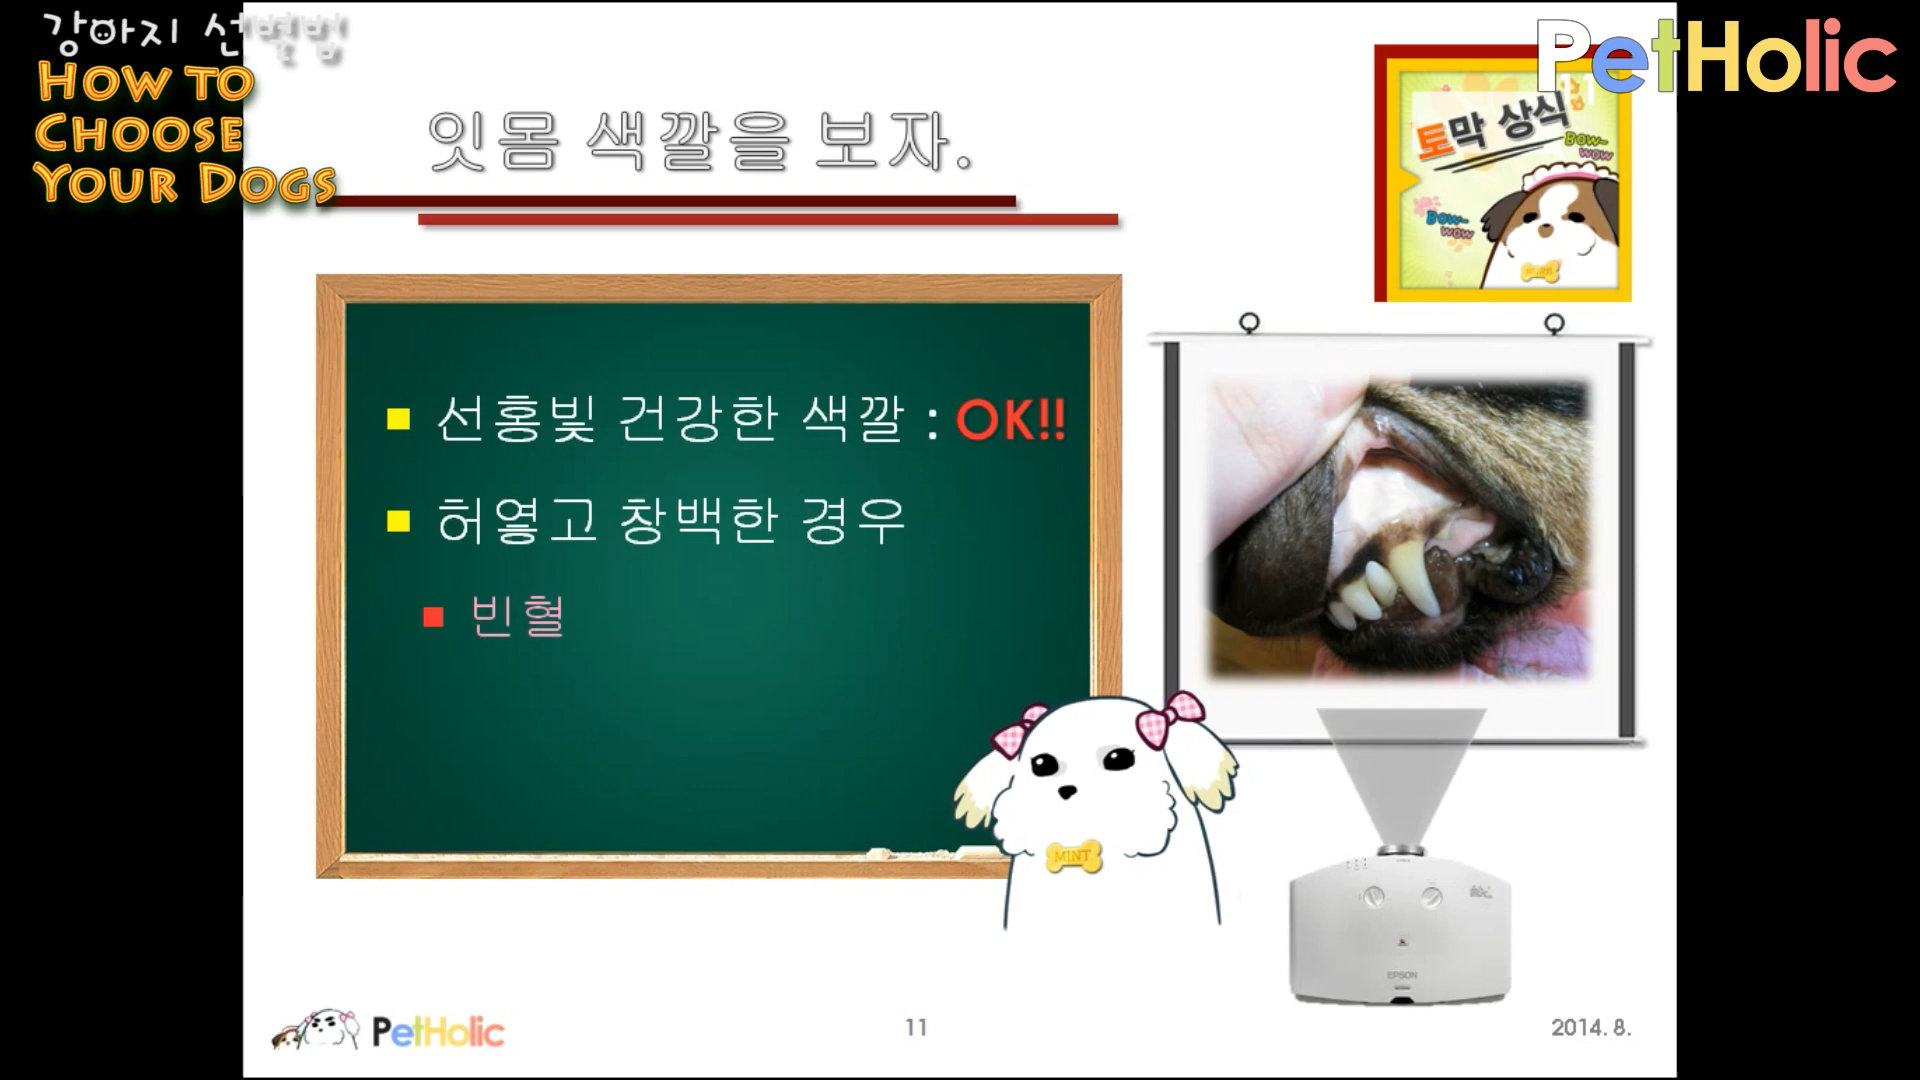 강아지 선별법
HOW TO
CHOOSE
YOUR DOGS
PetHolic
잇몸 색깔을 보자.
토막 상식
BOW-
WOW
BOW-
WOW
선홍빛 건강한 색깔 : OK!!
허옇고 창백한 경우
빈혈
MINT
EPSON
PetHolic
11
2014. 8.